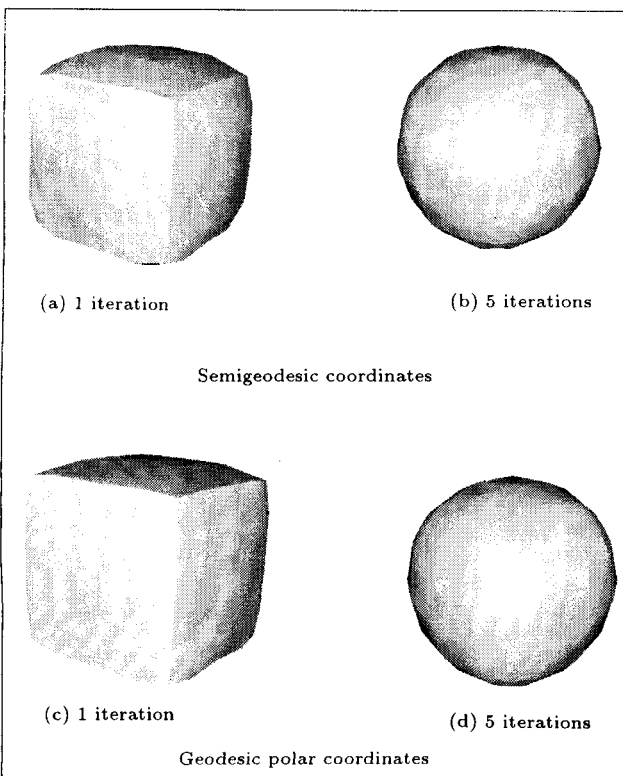 (a) 1 iteration
(b) 5 iterations
Semigeodesic coordinates
(c) 1 iteration
(d) 5 iterations
Geodesic polar coordinates